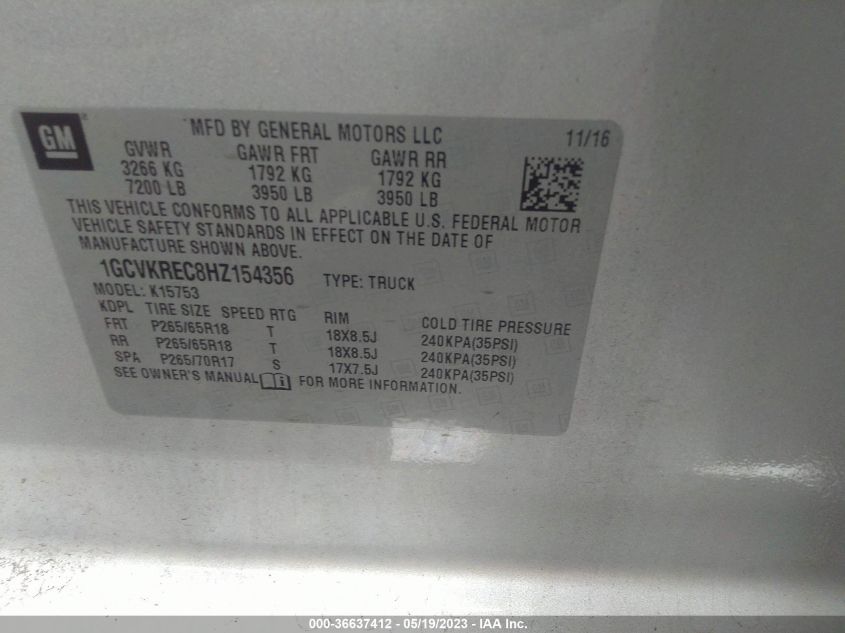 GM
MFD BY GENERAL MOTORS LLC 11/16
GVWR GAWR FRT GAWR RR
3266 KG 1792 KG 1792 KG
7200 LB 3950 LB 3950 LB
THIS VEHICLE CONFORMS TO ALL APPLICABLE U.S. FEDERAL MOTOR
VEHICLE SAFETY STANDARDS IN EFFECT ON THE DATE OF
MANUFACTURE SHOWN ABOVE.
1GCVKREC8HZ154356 TYPE: TRUCK
MODEL: K15753
KDPL TIRE SIZE SPEED RTG RIM COLD TIRE PRESSURE
FRT P265/65R18 T 18X8.5J 240KPA(35PSI)
RR P265/65R18 T 18X8.5J 240KPA(35PSI)
SPA P265/70R17 S 17X7.5J 240KPA(35PSI)
SEE OWNER'S MANUAL FOR MORE INFORMATION.
000-36637412 - 05/19/2023 - IAA, Inc.